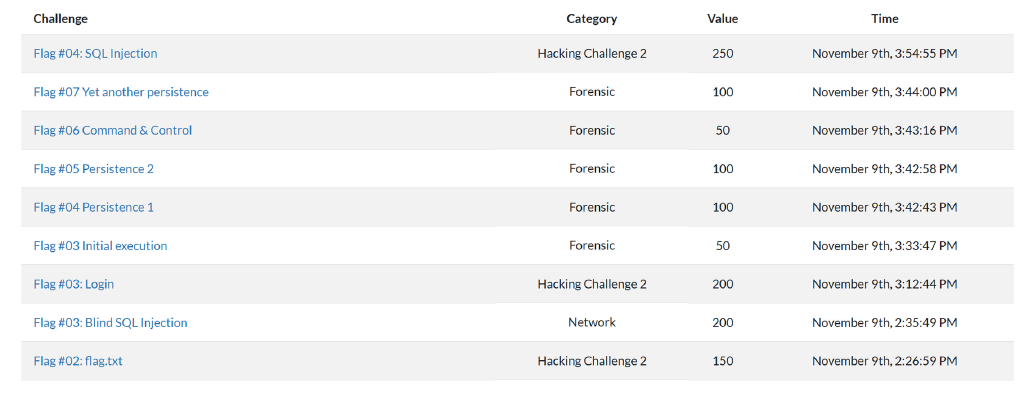 Challenge Category Value Time
Flag #04: SQL Injection Hacking Challenge 2 250 November 9th, 3:54:55 PM
Flag #07 Yet another persistence Forensic 100 November 9th, 3:44:00 PM
Flag #06 Command & Control Forensic 50 November 9th, 3:43:16 PM
Flag #05 Persistence 2 Forensic 100 November 9th, 3:42:58 PM
Flag #04 Persistence 1 Forensic 100 November 9th, 3:42:43 PM
Flag #03 Initial execution Forensic 50 November 9th, 3:33:47 PM
Flag #03: Login Hacking Challenge 2 200 November 9th, 3:12:44 PM
Flag #03: Blind SQL Injection Network 200 November 9th, 2:35:49 PM
Flag #02: flag.txt Hacking Challenge 2 150 November 9th, 2:26:59 PM